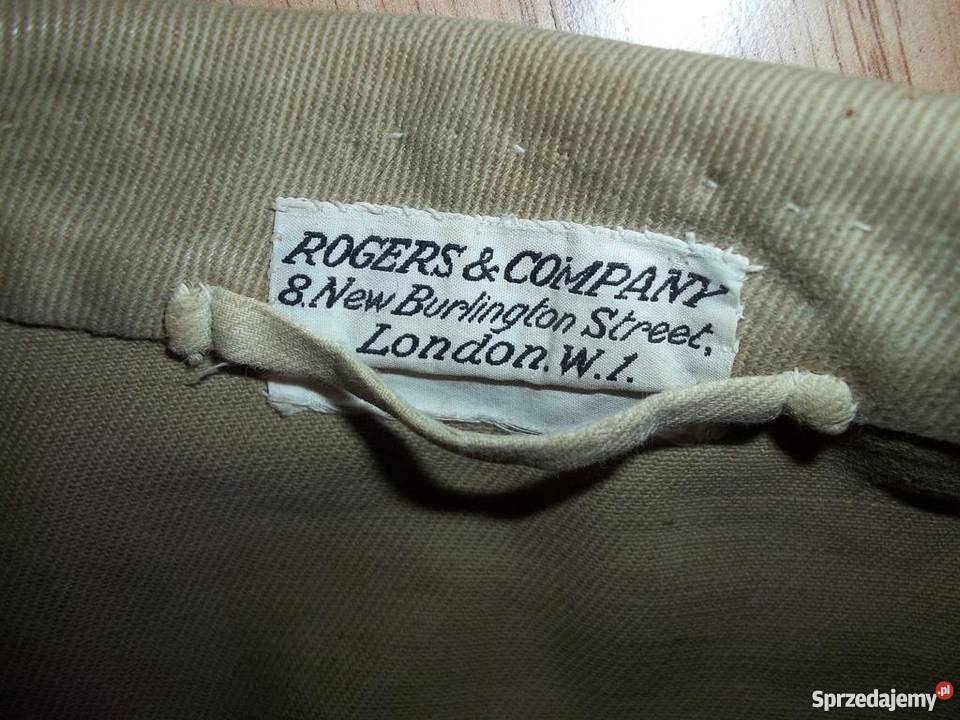 ROGERS & COMPANY
8. New Burlington Street,
London. W.1.
Sprzedajemy.pl